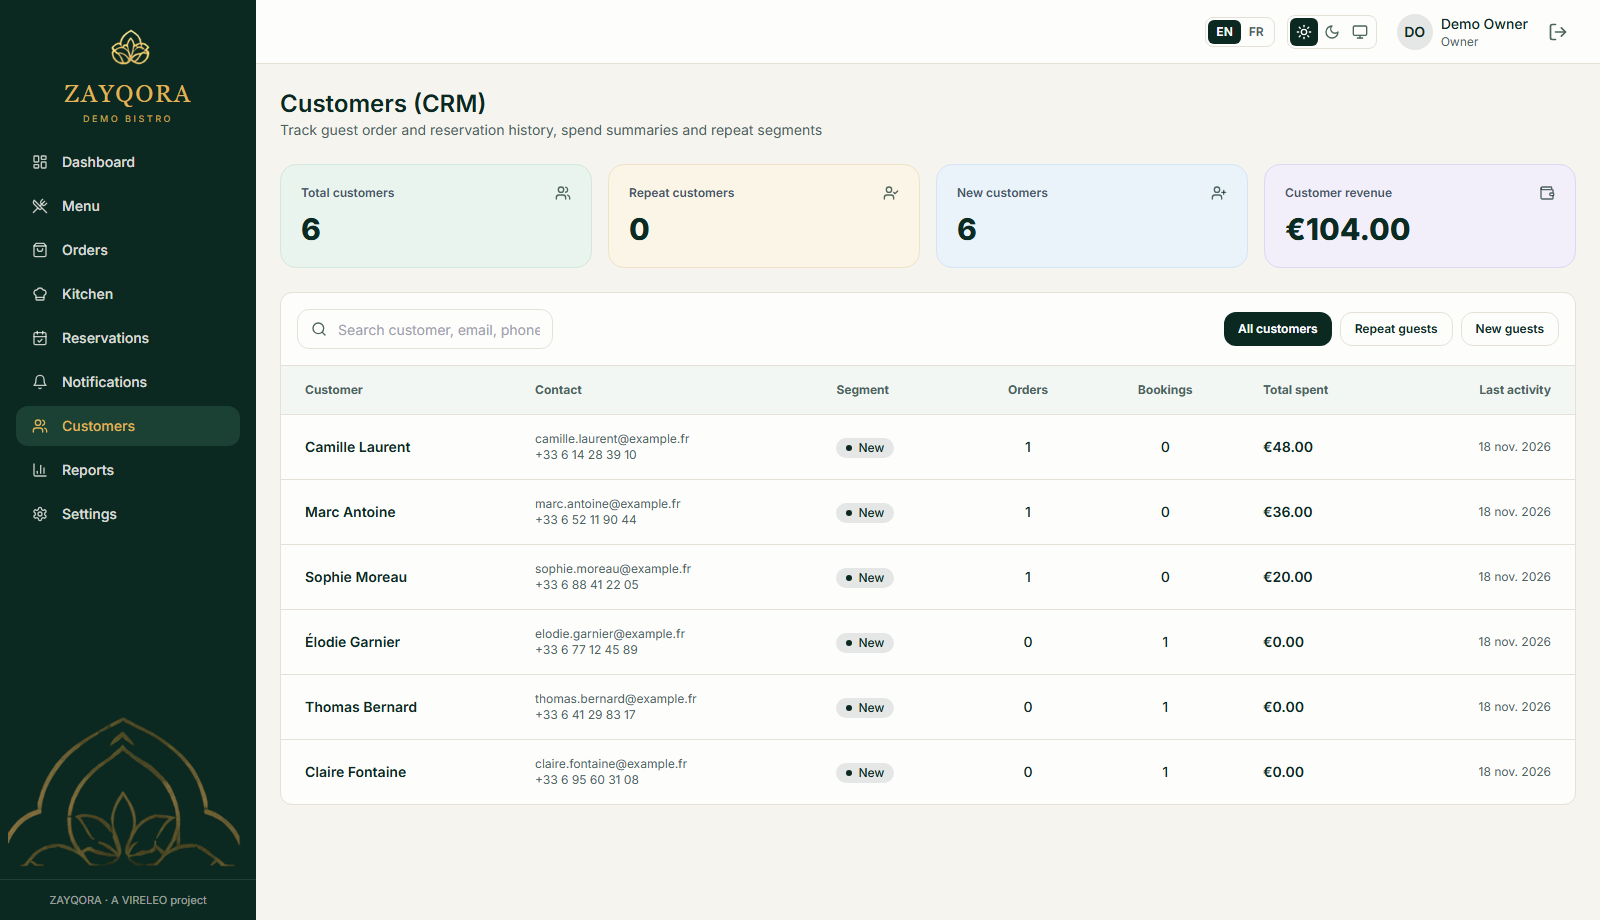 ZAYQORA
DEMO BISTRO
Dashboard
Menu
Orders
Kitchen
Reservations
Notifications
Customers
Reports
Settings
ZAYQORA · A VIRELEO project
EN FR
DO Demo Owner
Owner
Customers (CRM)
Track guest order and reservation history, spend summaries and repeat segments
Total customers
6
Repeat customers
0
New customers
6
Customer revenue
€104.00
Search customer, email, phone
All customers Repeat guests New guests
Customer Contact Segment Orders Bookings Total spent Last activity
Camille Laurent camille.laurent@example.fr +33 6 14 28 39 10 New 1 0 €48.00 18 nov. 2026
Marc Antoine marc.antoine@example.fr +33 6 52 11 90 44 New 1 0 €36.00 18 nov. 2026
Sophie Moreau sophie.moreau@example.fr +33 6 88 41 22 05 New 1 0 €20.00 18 nov. 2026
Élodie Garnier elodie.garnier@example.fr +33 6 77 12 45 89 New 0 1 €0.00 18 nov. 2026
Thomas Bernard thomas.bernard@example.fr +33 6 41 29 83 17 New 0 1 €0.00 18 nov. 2026
Claire Fontaine claire.fontaine@example.fr +33 6 95 60 31 08 New 0 1 €0.00 18 nov. 2026